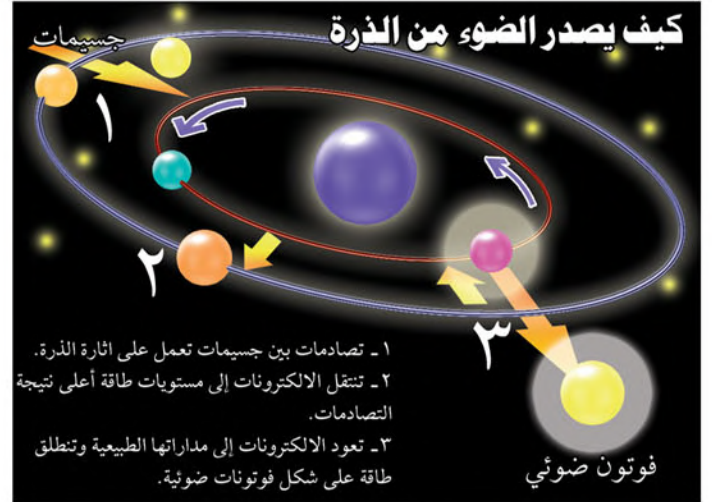 كيف يصدر الضوء من الذرة
جسيمات
١
٢
٣
١ ـ تصادمات بين جسيمات تعمل على اثارة الذرة.
٢ ـ تنتقل الالكترونات إلى مستويات طاقة أعلى نتيجة
التصادمات.
٣ـ تعود الالكترونات إلى مداراتها الطبيعية وتنطلق
طاقة على شكل فوتونات ضوئية.
فوتون ضوئي